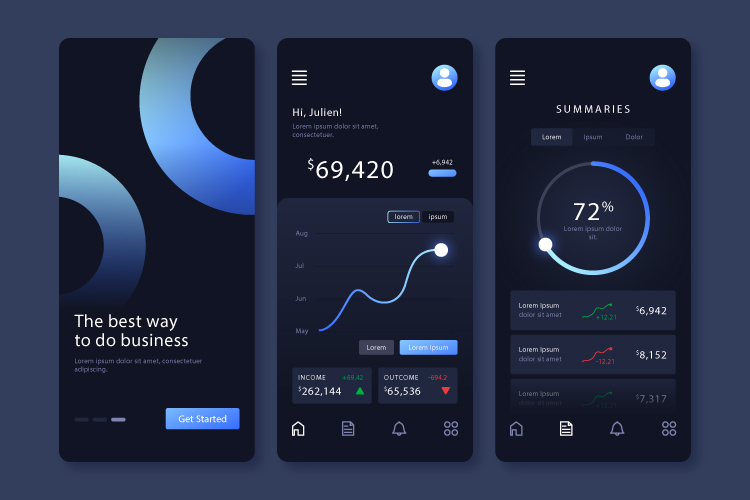 The best way
to do business
Lorem ipsum dolor sit amet, consectetuer
adipiscing.
Get Started
Hi, Julien!
Lorem ipsum dolor sit amet,
consectetuer.
$69,420
+6,942
lorem
ipsum
Aug
Jul
Jun
May
Lorem
Lorem ipsum
INCOME
+69.42
$262,144
OUTCOME
-694.2
$65,536
SUMMARIES
Lorem
Ipsum
Dolor
72%
Lorem ipsum dolor
sit.
Lorem Ipsum
dolor sit amet
+12.21
$6,942
Lorem Ipsum
dolor sit amet
-12.21
$8,152
Lorem Ipsum
dolor sit amet
+12.21
$7,317